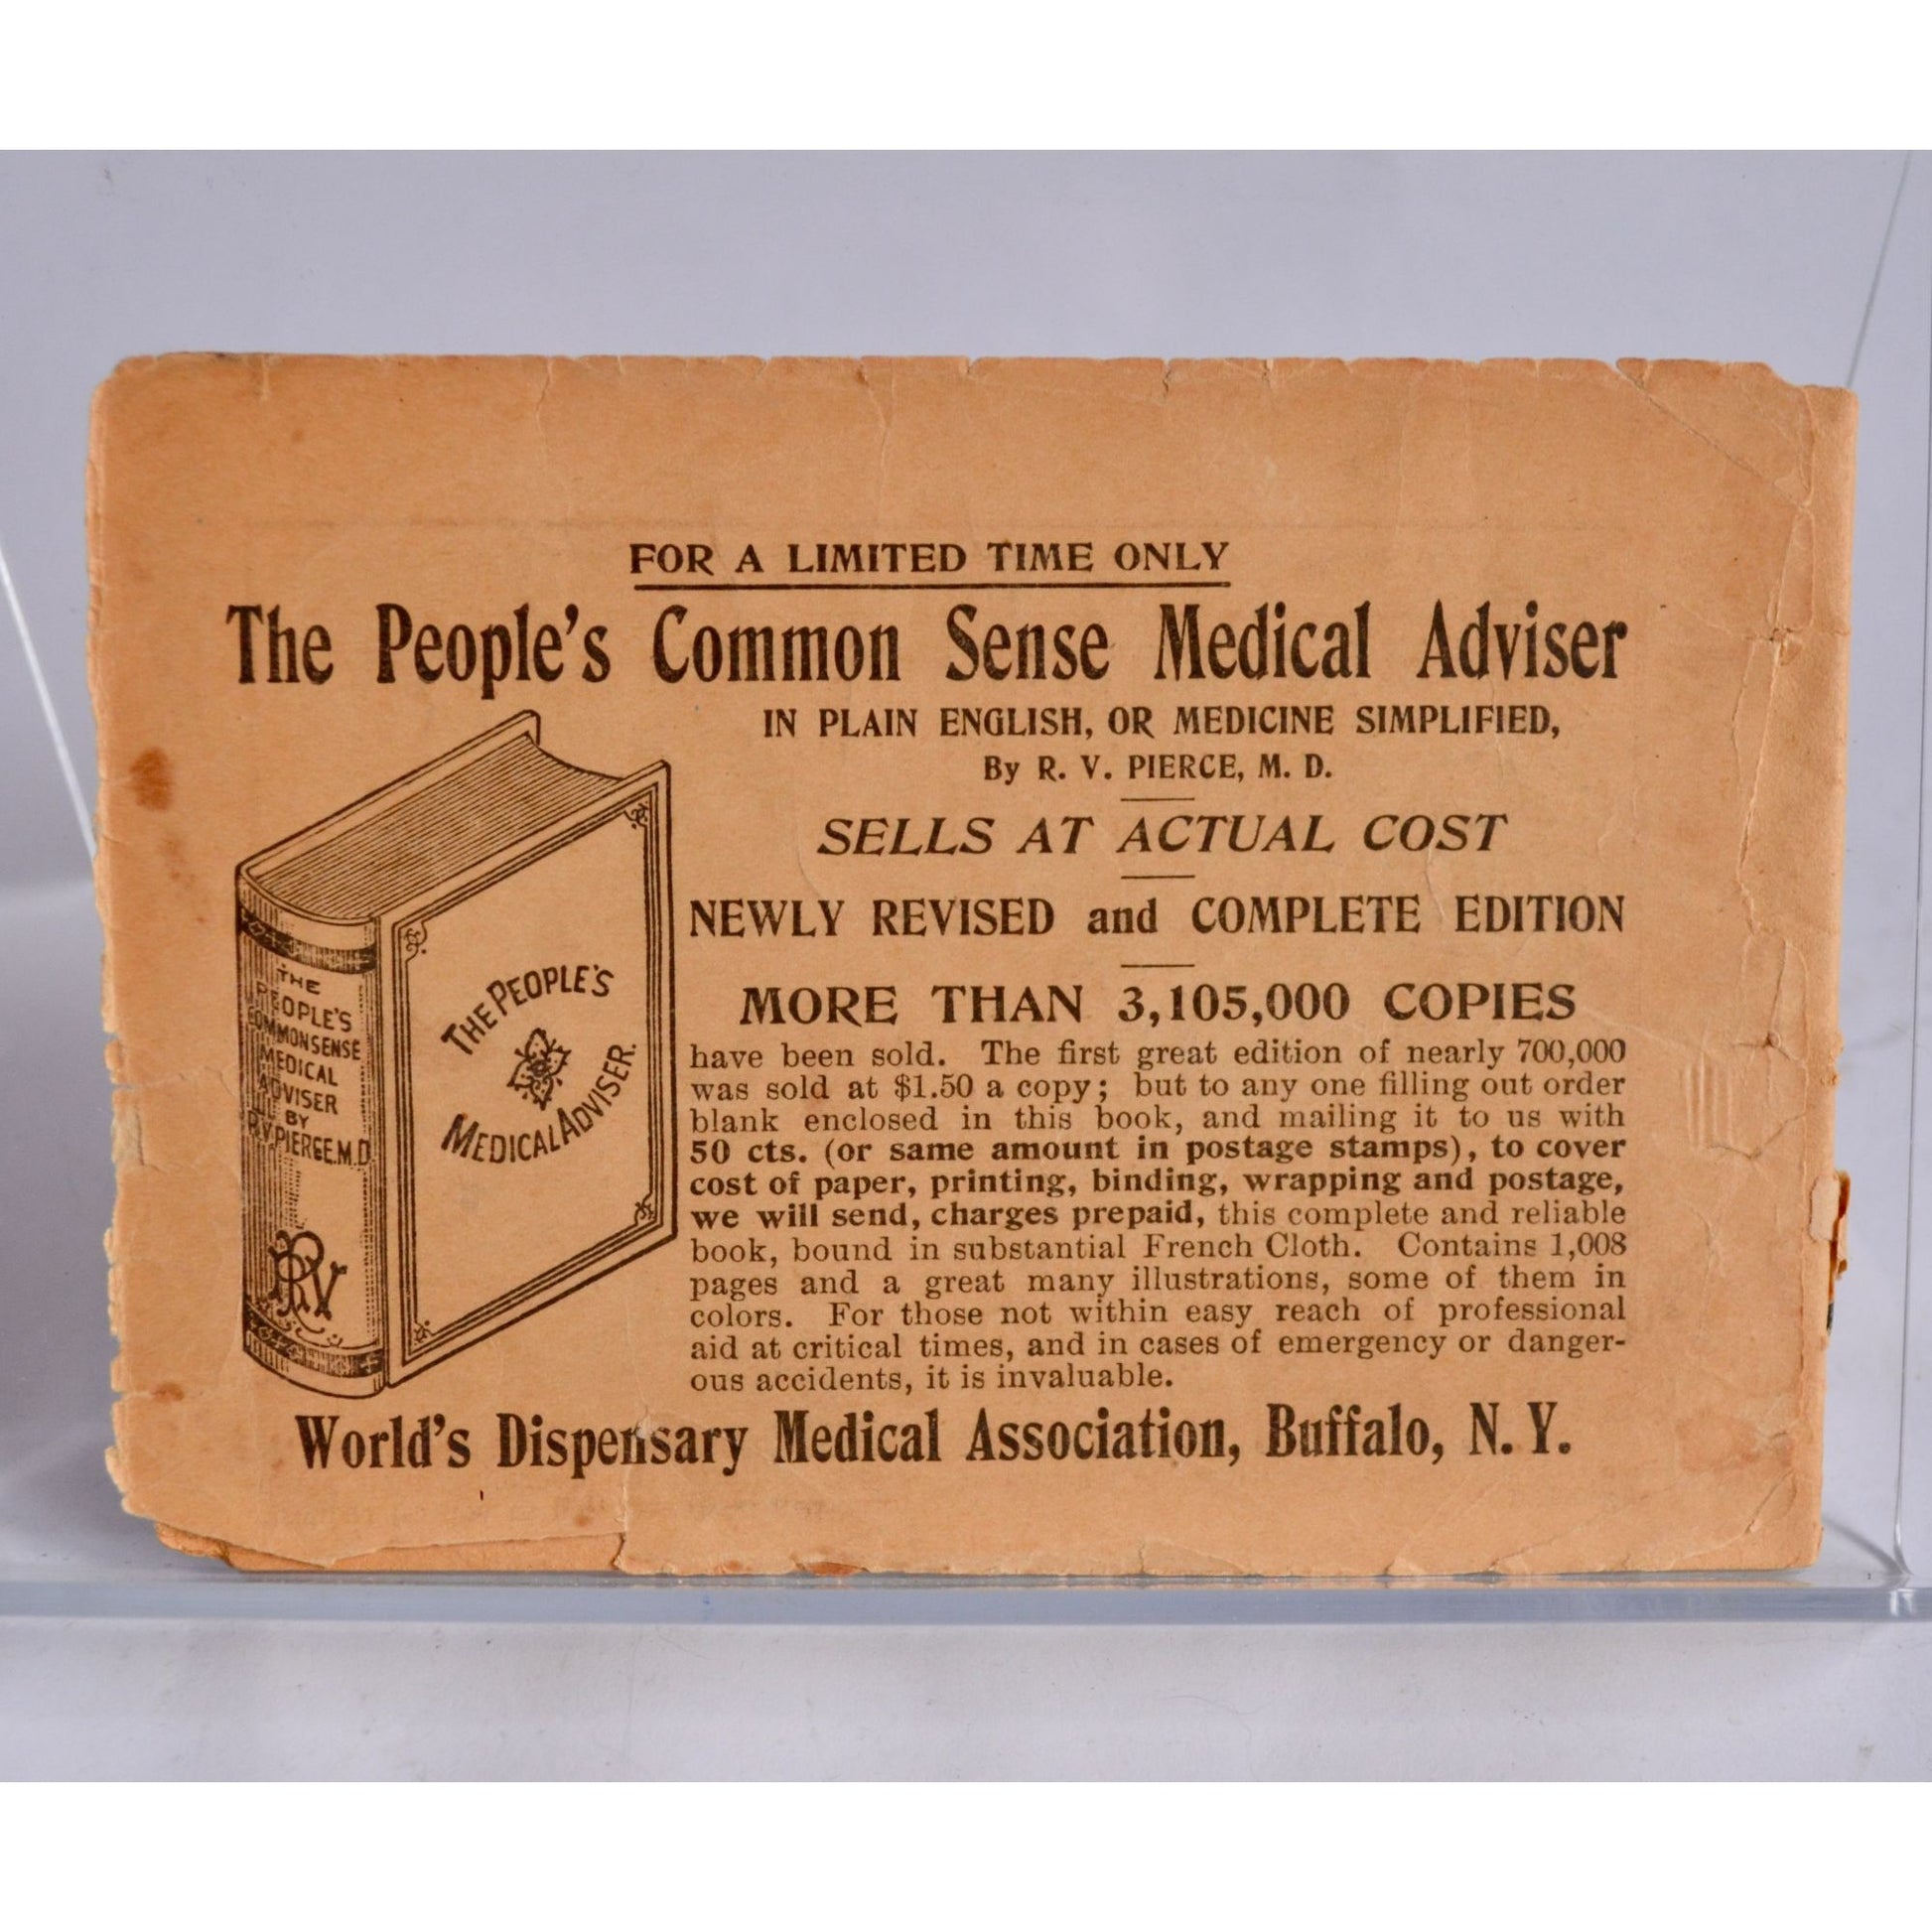 FOR A LIMITED TIME ONLY
The People's Common Sense Medical Adviser
IN PLAIN ENGLISH, OR MEDICINE SIMPLIFIED,
By R. V. PIERCE, M. D.
SELLS AT ACTUAL COST
NEWLY REVISED and COMPLETE EDITION
MORE THAN 3,105,000 COPIES
have been sold. The first great edition of nearly 700,000
was sold at $1.50 a copy; but to any one filling out order
blank enclosed in this book, and mailing it to us with
50 cts. (or same amount in postage stamps), to cover
cost of paper, printing, binding, wrapping and postage,
we will send, charges prepaid, this complete and reliable
book, bound in substantial French Cloth. Contains 1,008
pages and a great many illustrations, some of them in
colors. For those not within easy reach of professional
aid at critical times, and in cases of emergency or danger-
ous accidents, it is invaluable.
THE
PEOPLE'S
COMMON SENSE
MEDICAL
ADVISER
BY
R.V. PIERCE. M.D.
RVP
THE PEOPLE'S
MEDICAL ADVISER.
World's Dispensary Medical Association, Buffalo, N. Y.